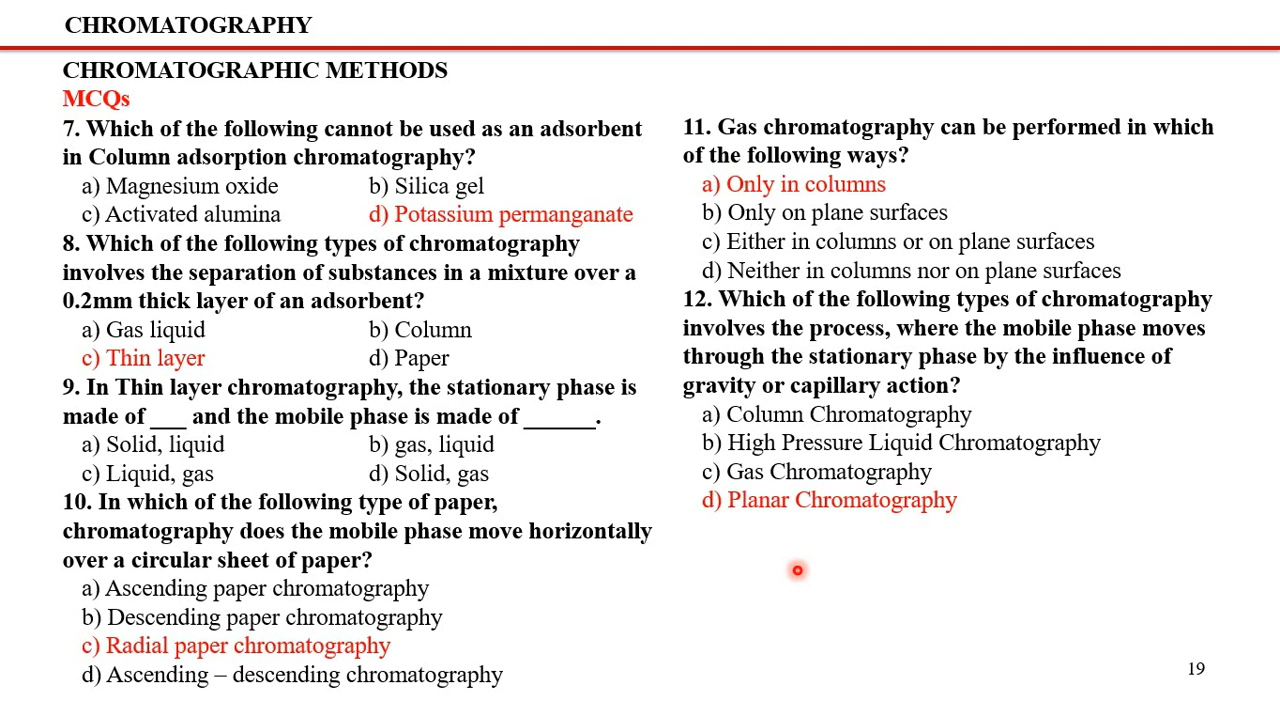 CHROMATOGRAPHY
CHROMATOGRAPHIC METHODS
MCQs
7. Which of the following cannot be used as an adsorbent
in Column adsorption chromatography?
a) Magnesium oxide b) Silica gel
c) Activated alumina d) Potassium permanganate
8. Which of the following types of chromatography
involves the separation of substances in a mixture over a
0.2mm thick layer of an adsorbent?
a) Gas liquid b) Column
c) Thin layer d) Paper
9. In Thin layer chromatography, the stationary phase is
made of ___ and the mobile phase is made of ______.
a) Solid, liquid b) gas, liquid
c) Liquid, gas d) Solid, gas
10. In which of the following type of paper,
chromatography does the mobile phase move horizontally
over a circular sheet of paper?
a) Ascending paper chromatography
b) Descending paper chromatography
c) Radial paper chromatography
d) Ascending – descending chromatography
11. Gas chromatography can be performed in which
of the following ways?
a) Only in columns
b) Only on plane surfaces
c) Either in columns or on plane surfaces
d) Neither in columns nor on plane surfaces
12. Which of the following types of chromatography
involves the process, where the mobile phase moves
through the stationary phase by the influence of
gravity or capillary action?
a) Column Chromatography
b) High Pressure Liquid Chromatography
c) Gas Chromatography
d) Planar Chromatography
19